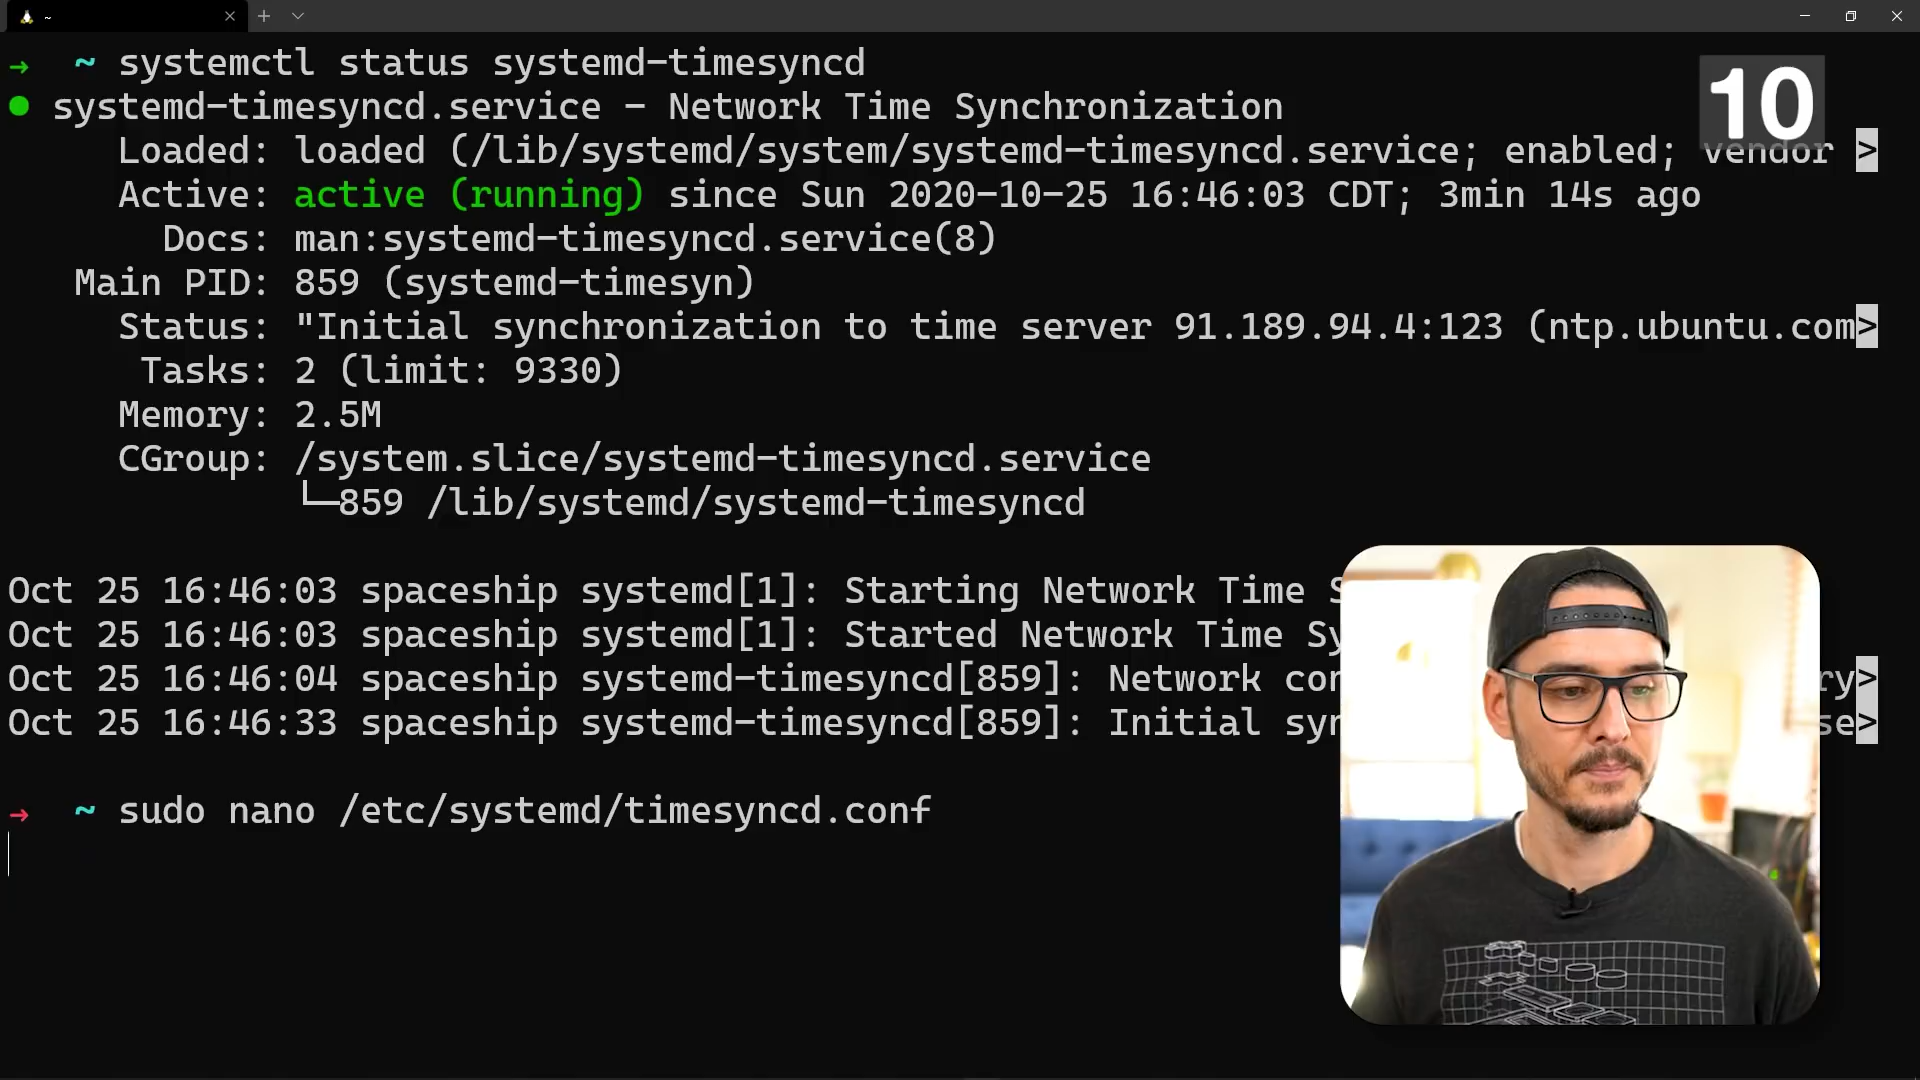 ~
→ ~ systemctl status systemd-timesyncd
10
● systemd-timesyncd.service - Network Time Synchronization
Loaded: loaded (/lib/systemd/system/systemd-timesyncd.service; enabled; vendor >
Active: active (running) since Sun 2020-10-25 16:46:03 CDT; 3min 14s ago
Docs: man:systemd-timesyncd.service(8)
Main PID: 859 (systemd-timesyn)
Status: "Initial synchronization to time server 91.189.94.4:123 (ntp.ubuntu.com>
Tasks: 2 (limit: 9330)
Memory: 2.5M
CGroup: /system.slice/systemd-timesyncd.service
└─859 /lib/systemd/systemd-timesyncd
Oct 25 16:46:03 spaceship systemd[1]: Starting Network Time
Oct 25 16:46:03 spaceship systemd[1]: Started Network Time Sy
Oct 25 16:46:04 spaceship systemd-timesyncd[859]: Network con ry>
Oct 25 16:46:33 spaceship systemd-timesyncd[859]: Initial syn se>
→ ~ sudo nano /etc/systemd/timesyncd.conf